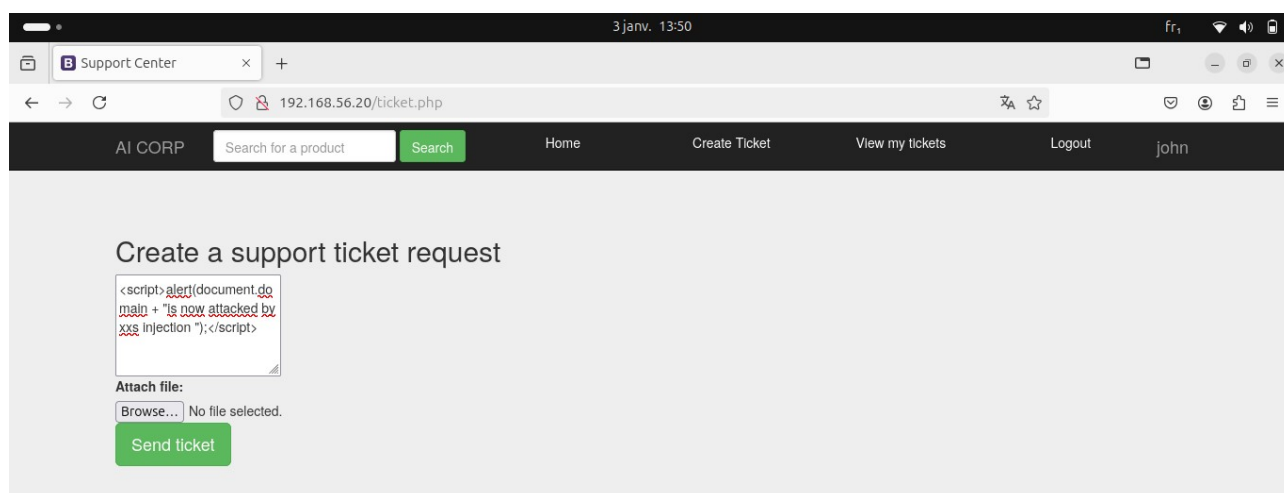 3 janv. 13:50
fr₁
B Support Center
192.168.56.20/ticket.php
AI CORP Search for a product Search Home Create Ticket View my tickets Logout john
Create a support ticket request
<script>alert(document.do
main + "is now attacked by
xxs injection ");</script>
Attach file:
Browse... No file selected.
Send ticket